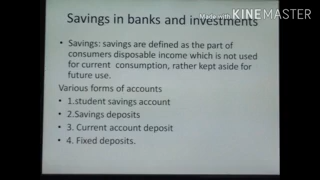 Savings in banks and investments
Made with KINEMASTER
• Savings: savings are defined as the part of
consumers disposable income which is not used
for current consumption, rather kept aside for
future use.
Various forms of accounts
• 1.student savings account
• 2.Savings deposits
• 3. Current account deposit
• 4. Fixed deposits.